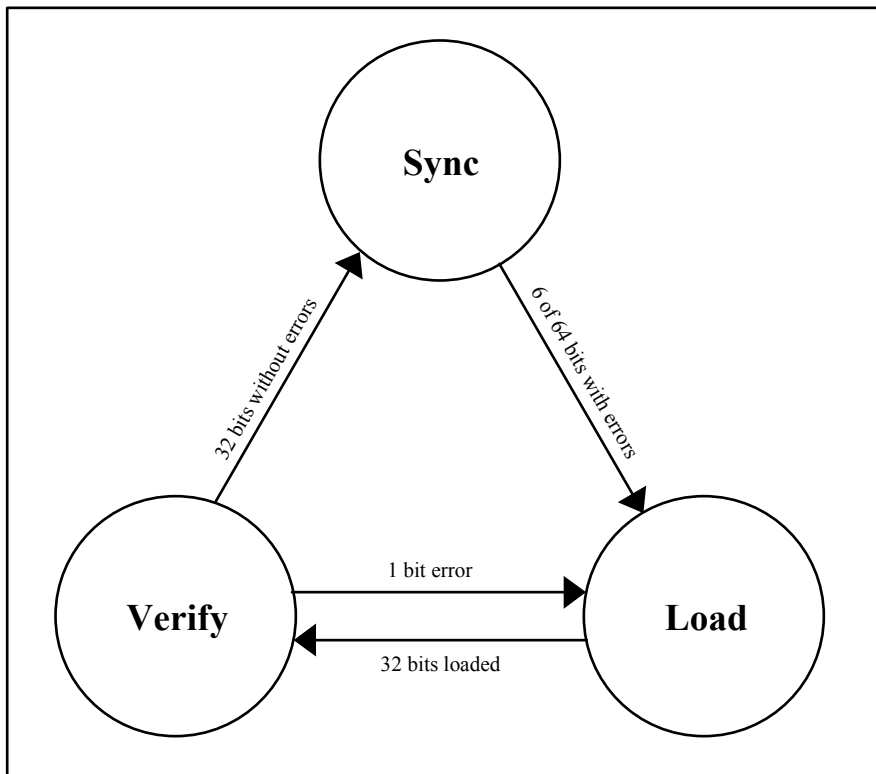 Sync
32 bits without errors
6 of 64 bits with errors
1 bit error
Verify
Load
32 bits loaded